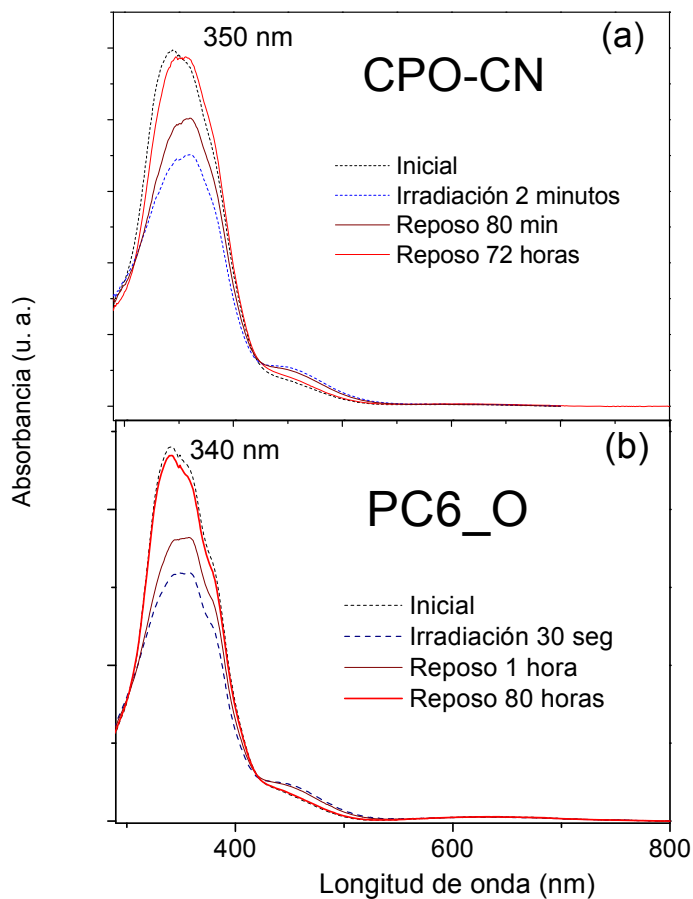 350 nm
(a)
CPO-CN
Inicial
Irradiación 2 minutos
Reposo 80 min
Reposo 72 horas
Absorbancia (u. a.)
340 nm
(b)
PC6_O
Inicial
Irradiación 30 seg
Reposo 1 hora
Reposo 80 horas
400 600 800
Longitud de onda (nm)